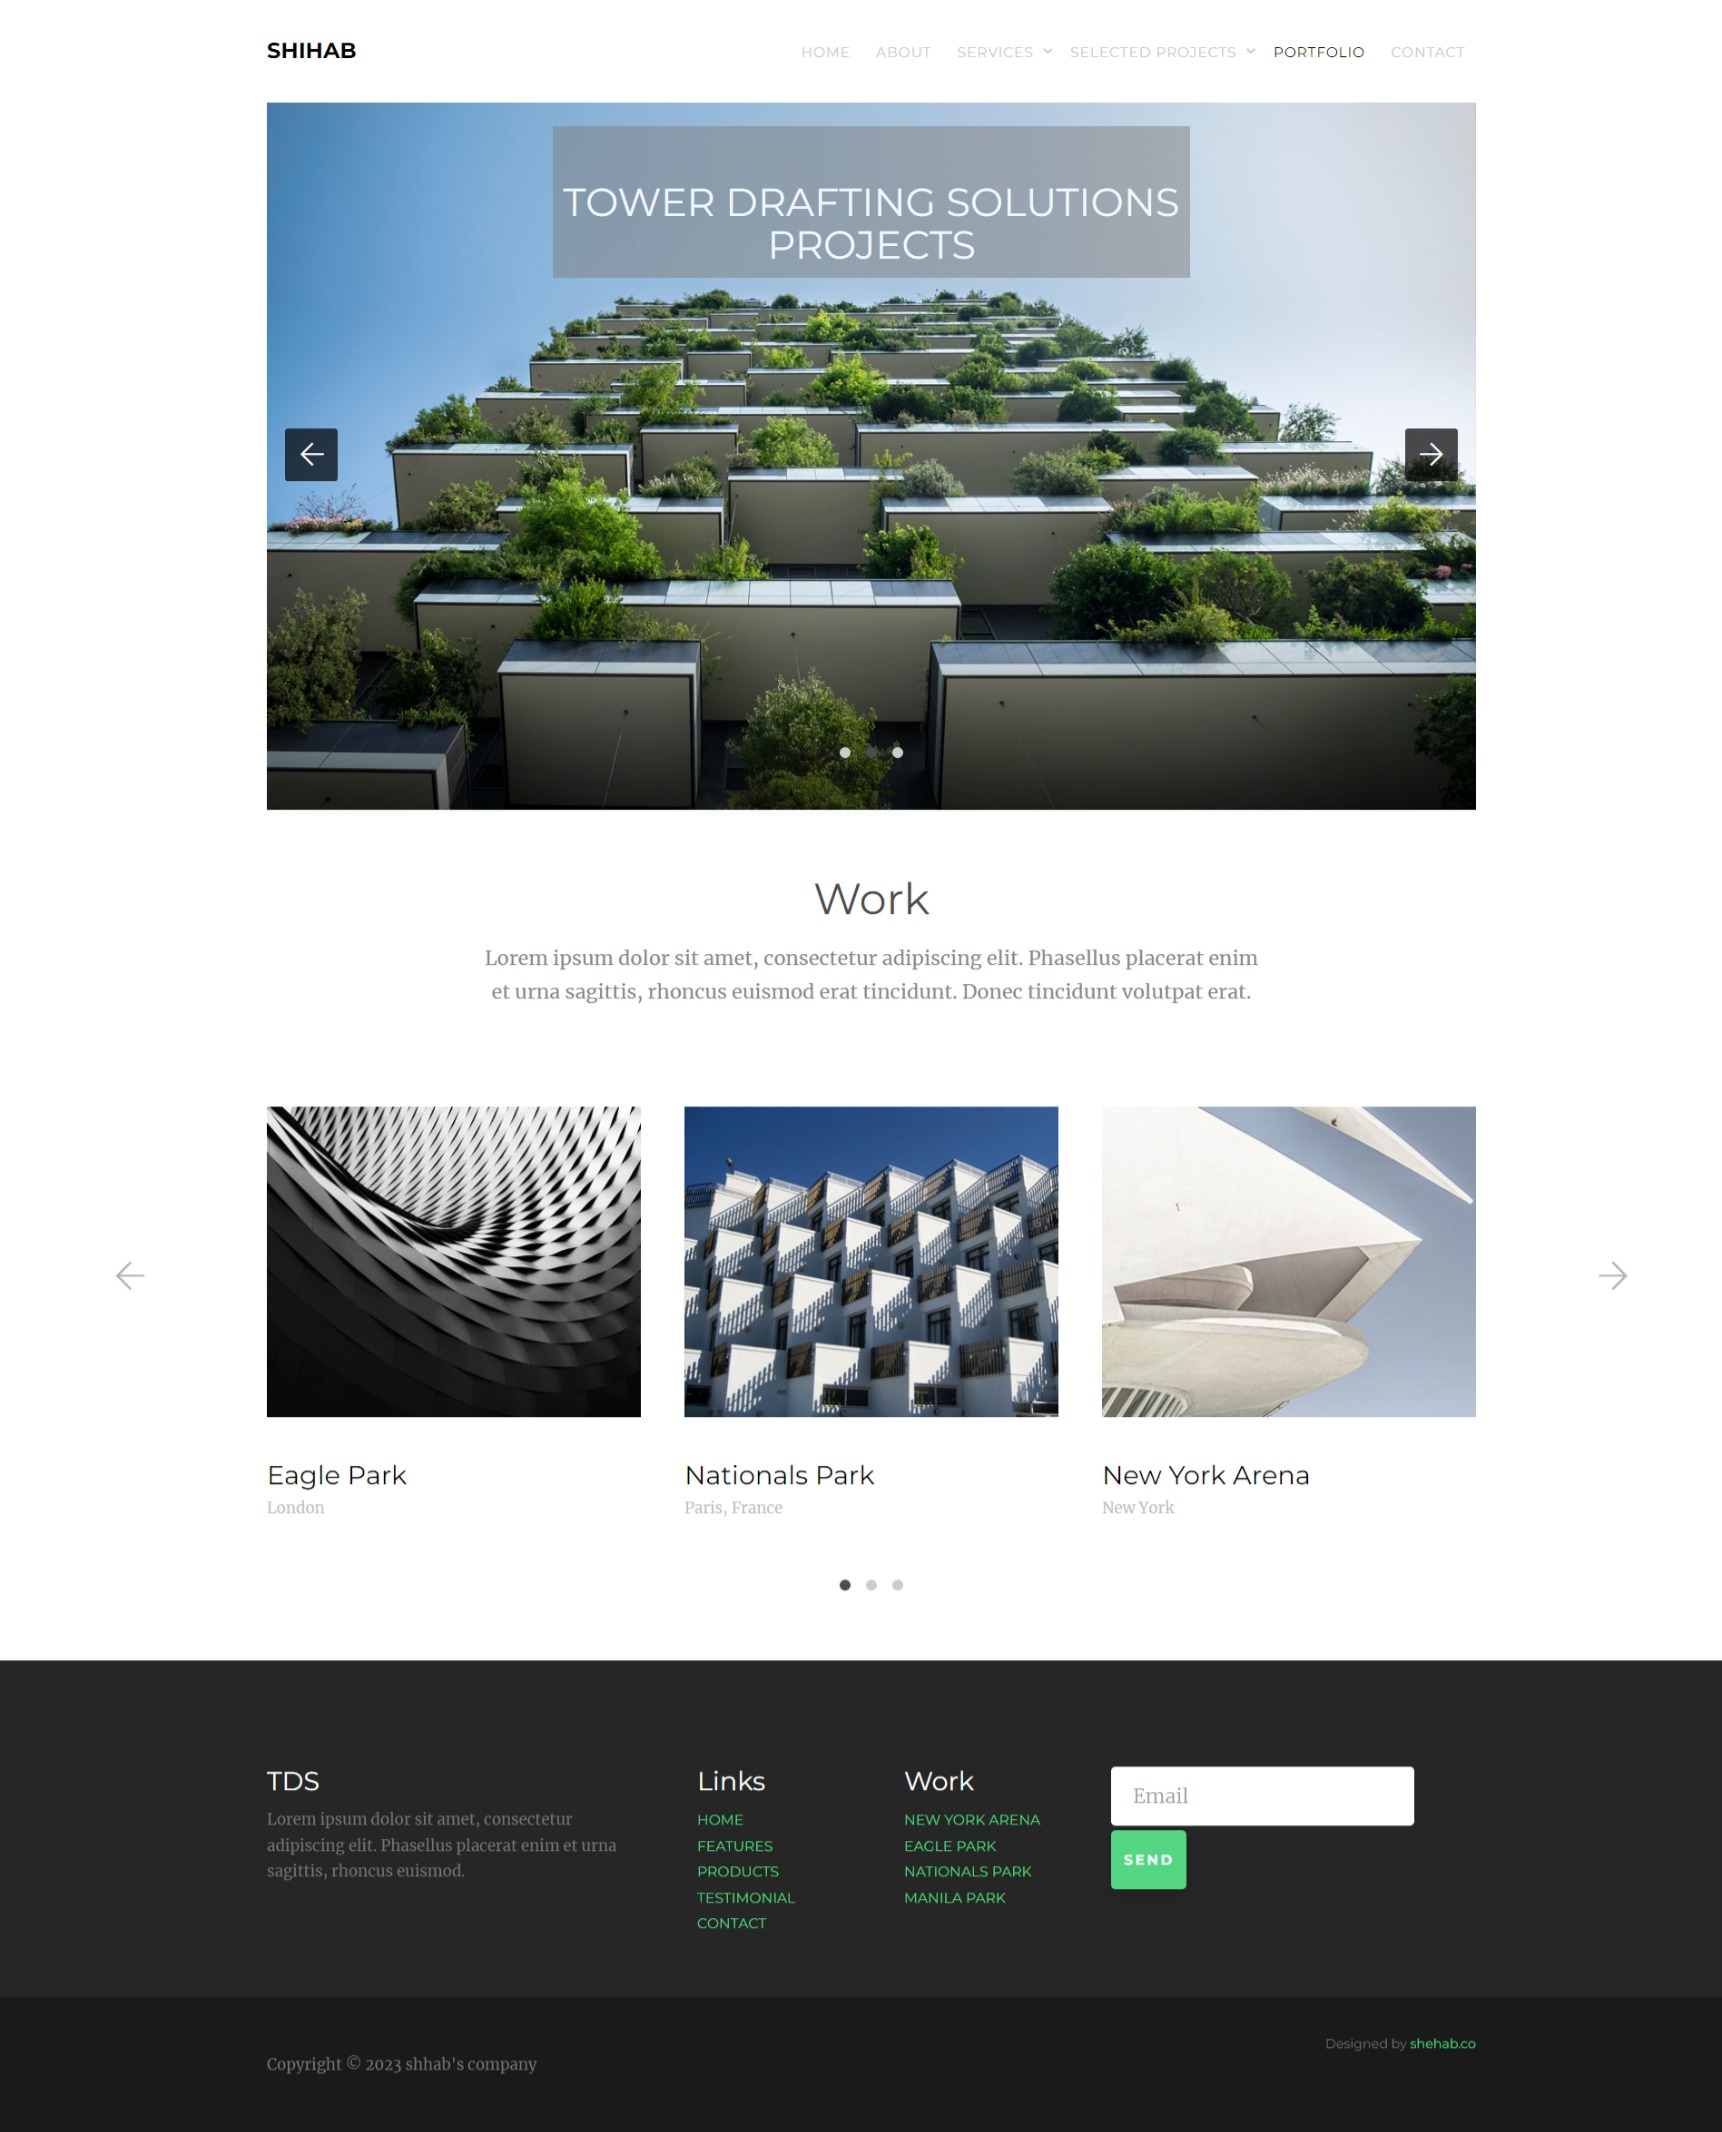 SHIHAB
HOME ABOUT SERVICES SELECTED PROJECTS PORTFOLIO CONTACT
TOWER DRAFTING SOLUTIONS
PROJECTS
Work
Lorem ipsum dolor sit amet, consectetur adipiscing elit. Phasellus placerat enim
et urna sagittis, rhoncus euismod erat tincidunt. Donec tincidunt volutpat erat.
Eagle Park
London
Nationals Park
Paris, France
New York Arena
New York
TDS
Lorem ipsum dolor sit amet, consectetur
adipiscing elit. Phasellus placerat enim et urna
sagittis, rhoncus euismod.
Links
HOME
FEATURES
PRODUCTS
TESTIMONIAL
CONTACT
Work
NEW YORK ARENA
EAGLE PARK
NATIONALS PARK
MANILA PARK
Email
SEND
Copyright © 2023 shhab's company
Designed by shehab.co